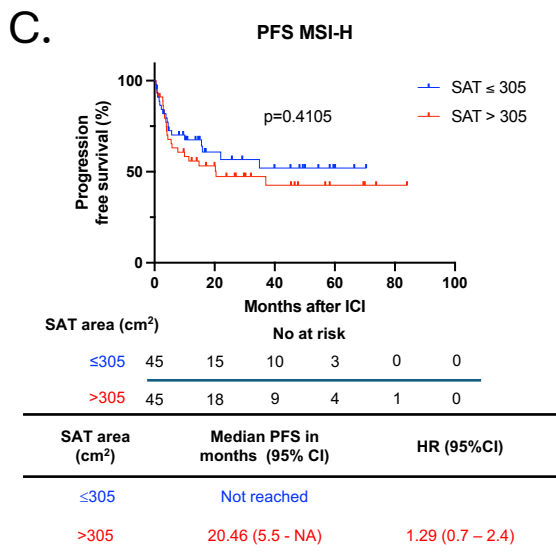 C.
PFS MSI-H
Progression
free survival (%)
100
50
0
0 20 40 60 80 100
Months after ICI
p=0.4105
SAT ≤ 305
SAT > 305
SAT area (cm²)
No at risk
≤305 45 15 10 3 0 0
>305 45 18 9 4 1 0
SAT area
(cm²)
Median PFS in
months (95% CI)
HR (95%CI)
≤305 Not reached
>305 20.46 (5.5 - NA) 1.29 (0.7 – 2.4)